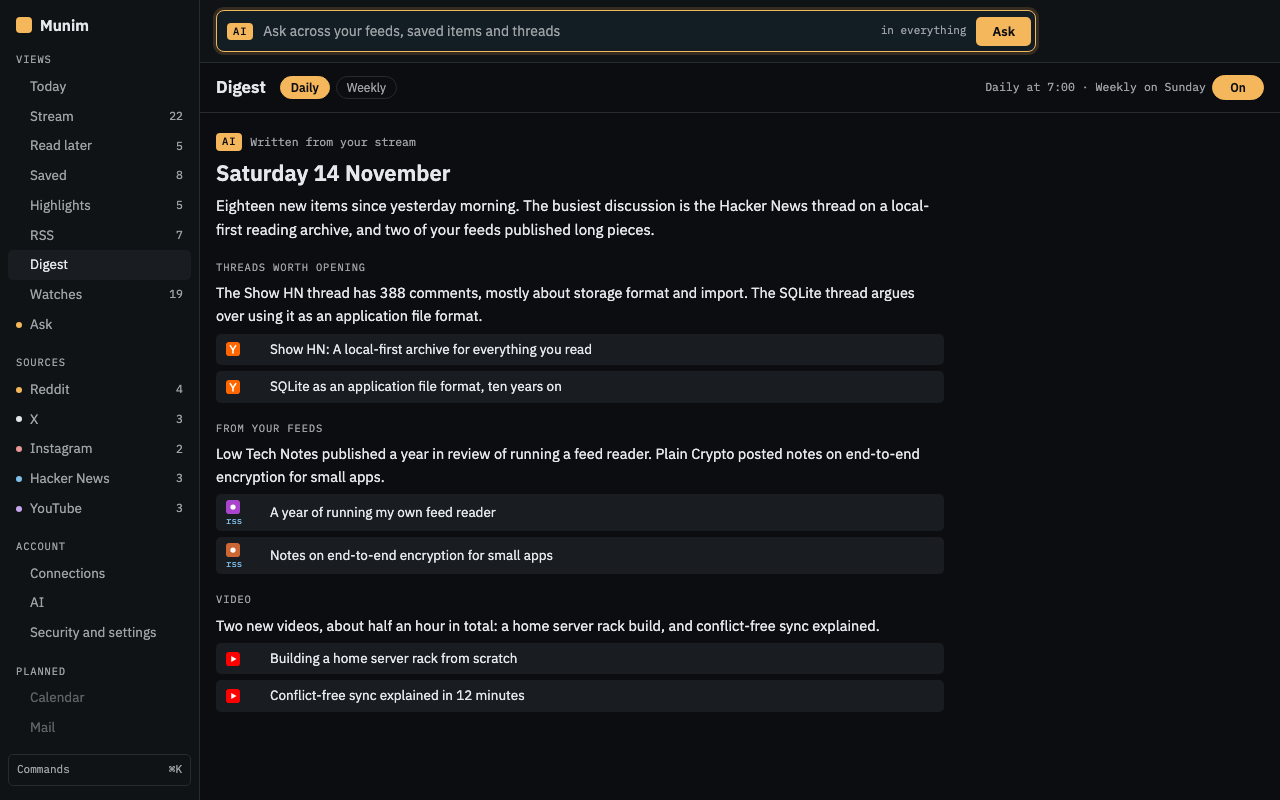 Munim
VIEWS
Today
Stream 22
Read later 5
Saved 8
Highlights 5
RSS 7
Digest
Watches 19
Ask
SOURCES
Reddit 4
X 3
Instagram 2
Hacker News 3
YouTube 3
ACCOUNT
Connections
AI
Security and settings
PLANNED
Calendar
Mail
Commands ⌘K
AI Ask across your feeds, saved items and threads in everything Ask
Digest Daily Weekly Daily at 7:00 · Weekly on Sunday On
AI Written from your stream
Saturday 14 November
Eighteen new items since yesterday morning. The busiest discussion is the Hacker News thread on a local-
first reading archive, and two of your feeds published long pieces.
THREADS WORTH OPENING
The Show HN thread has 388 comments, mostly about storage format and import. The SQLite thread argues
over using it as an application file format.
Y Show HN: A local-first archive for everything you read
Y SQLite as an application file format, ten years on
FROM YOUR FEEDS
Low Tech Notes published a year in review of running a feed reader. Plain Crypto posted notes on end-to-end
encryption for small apps.
rss A year of running my own feed reader
rss Notes on end-to-end encryption for small apps
VIDEO
Two new videos, about half an hour in total: a home server rack build, and conflict-free sync explained.
Building a home server rack from scratch
Conflict-free sync explained in 12 minutes